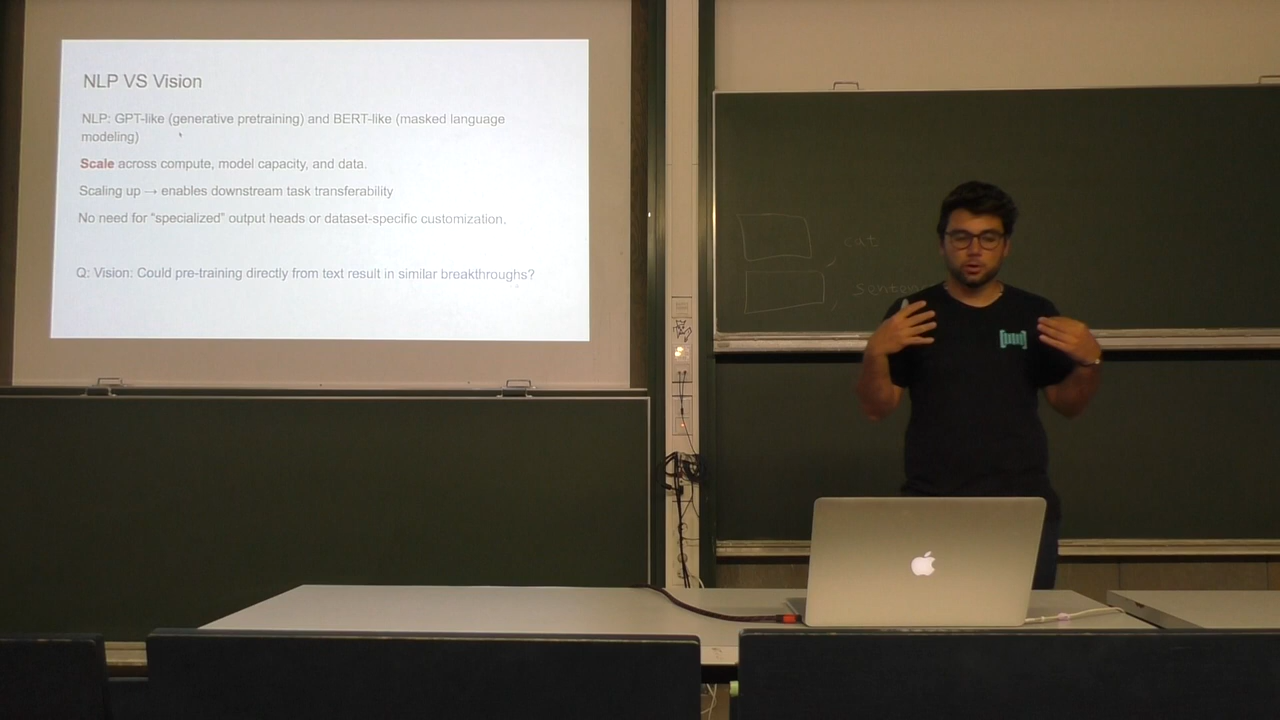 NLP VS Vision
NLP: GPT-like (generative pretraining) and BERT-like (masked language
modeling)
Scale across compute, model capacity, and data.
Scaling up → enables downstream task transferability
No need for “specialized” output heads or dataset-specific customization.
Q: Vision: Could pre-training directly from text result in similar breakthroughs?
cat